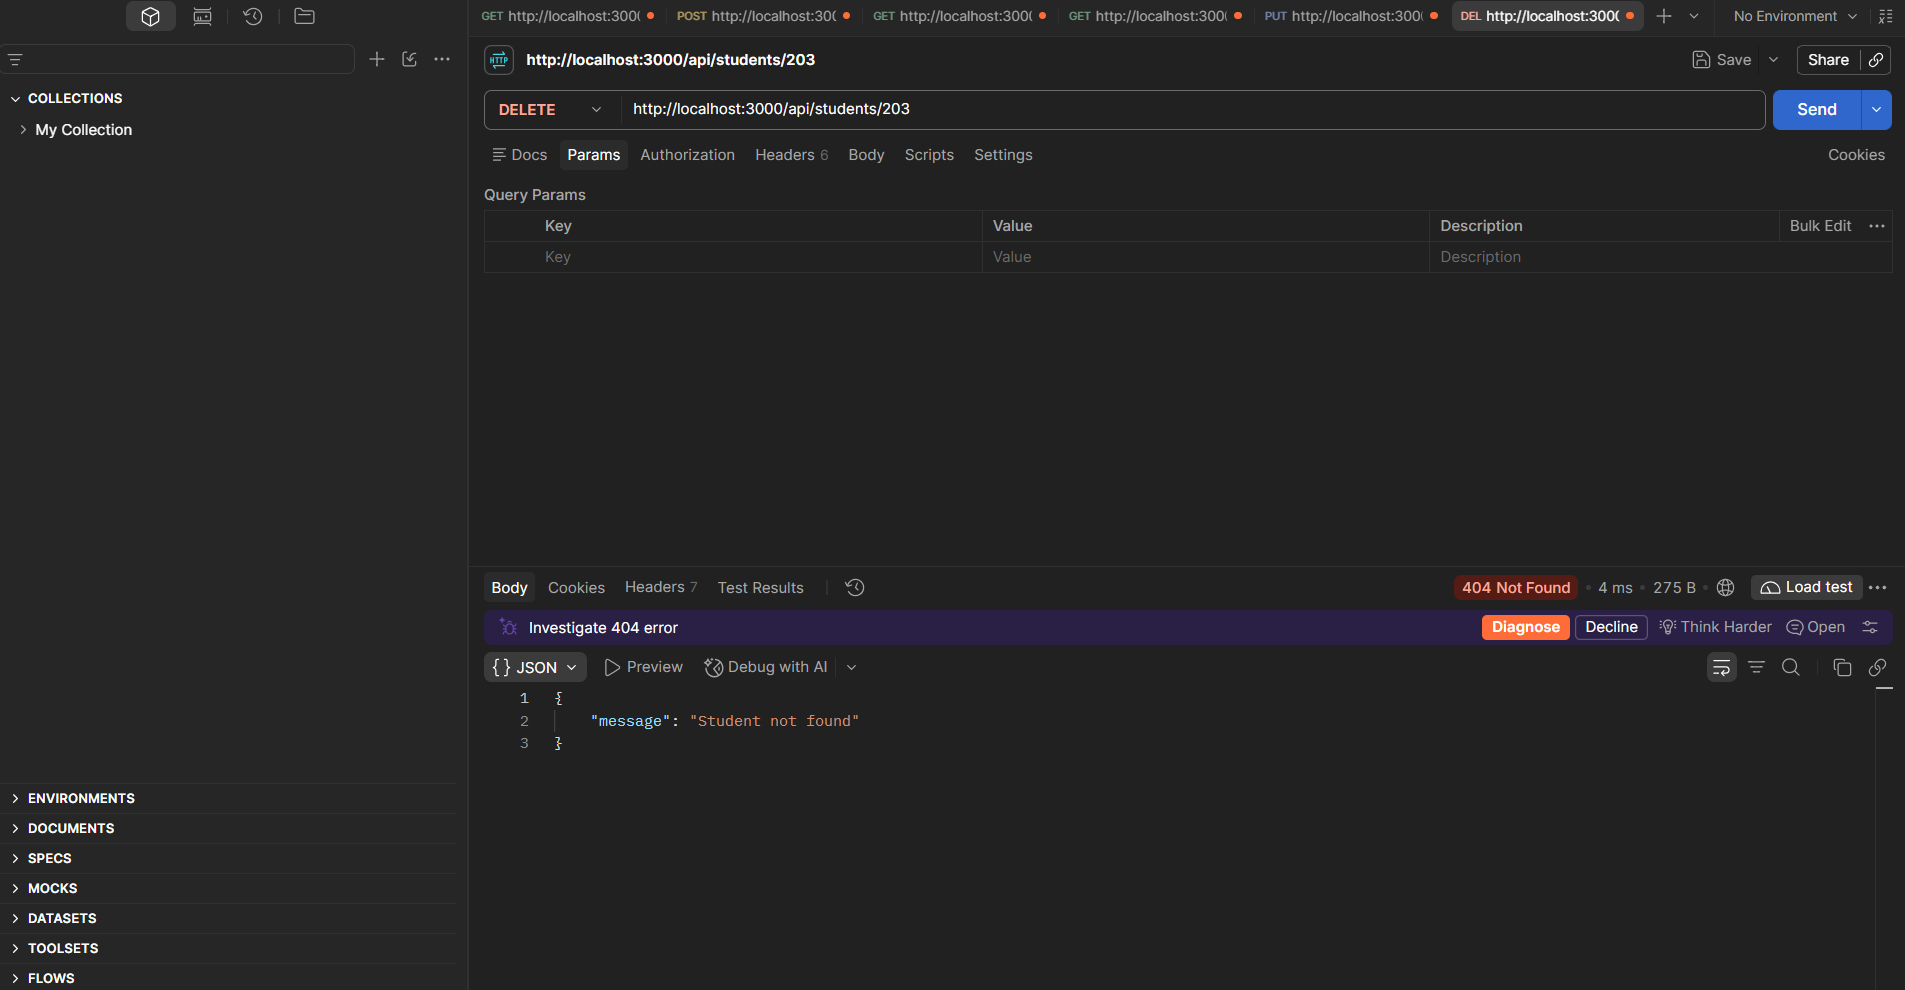 GET http://localhost:300(
POST http://localhost:30(
GET http://localhost:300(
GET http://localhost:300(
PUT http://localhost:300(
DEL http://localhost:300(
No Environment
http://localhost:3000/api/students/203
Save
Share
COLLECTIONS
My Collection
DELETE http://localhost:3000/api/students/203
Send
Docs Params Authorization Headers 6 Body Scripts Settings
Cookies
Query Params
Key Value Description Bulk Edit
Key Value Description
Body Cookies Headers 7 Test Results
404 Not Found • 4 ms • 275 B •
Load test
Investigate 404 error
Diagnose Decline Think Harder Open
{} JSON Preview Debug with AI
1 {
2 "message": "Student not found"
3 }
ENVIRONMENTS
DOCUMENTS
SPECS
MOCKS
DATASETS
TOOLSETS
FLOWS